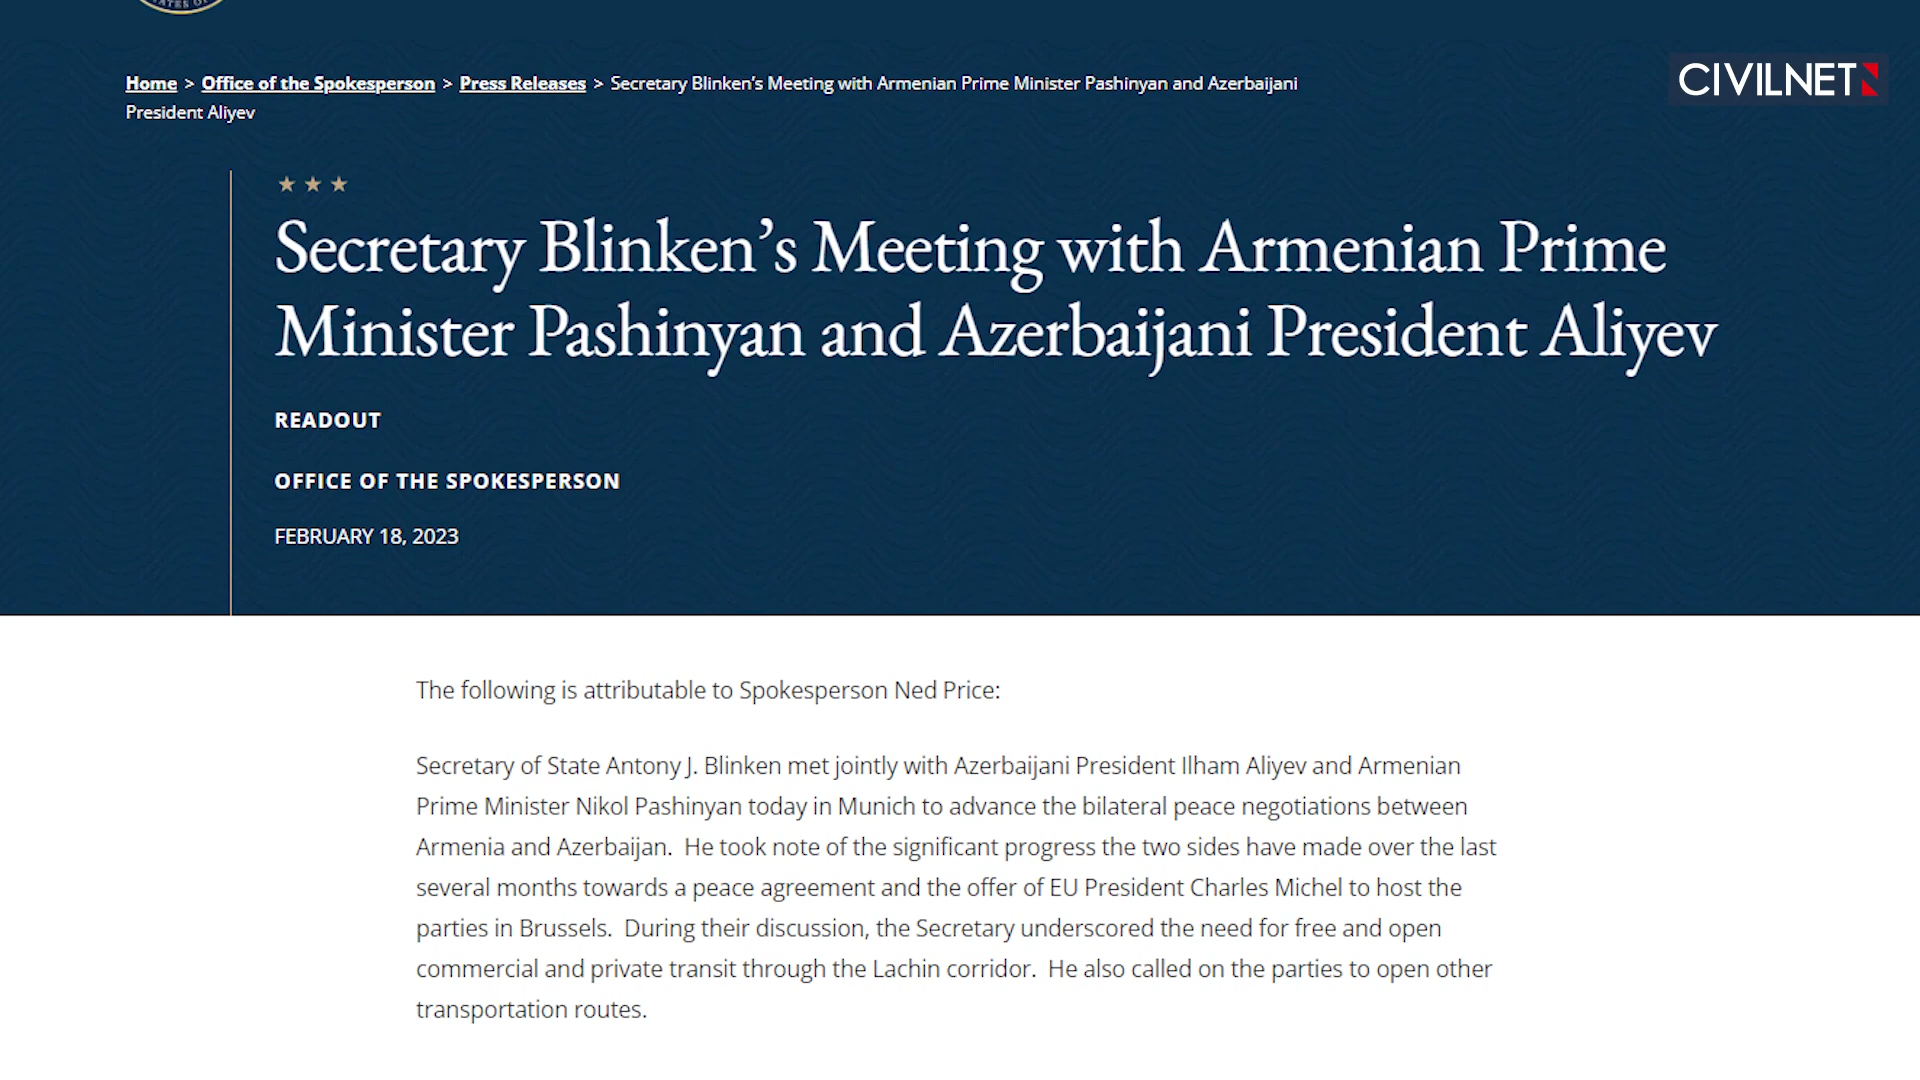 TATES O
CIVILNET
Home > Office of the Spokesperson > Press Releases > Secretary Blinken’s Meeting with Armenian Prime Minister Pashinyan and Azerbaijani
President Aliyev
Secretary Blinken’s Meeting with Armenian Prime
Minister Pashinyan and Azerbaijani President Aliyev
READOUT
OFFICE OF THE SPOKESPERSON
FEBRUARY 18, 2023
The following is attributable to Spokesperson Ned Price:
Secretary of State Antony J. Blinken met jointly with Azerbaijani President Ilham Aliyev and Armenian
Prime Minister Nikol Pashinyan today in Munich to advance the bilateral peace negotiations between
Armenia and Azerbaijan.  He took note of the significant progress the two sides have made over the last
several months towards a peace agreement and the offer of EU President Charles Michel to host the
parties in Brussels.  During their discussion, the Secretary underscored the need for free and open
commercial and private transit through the Lachin corridor.  He also called on the parties to open other
transportation routes.